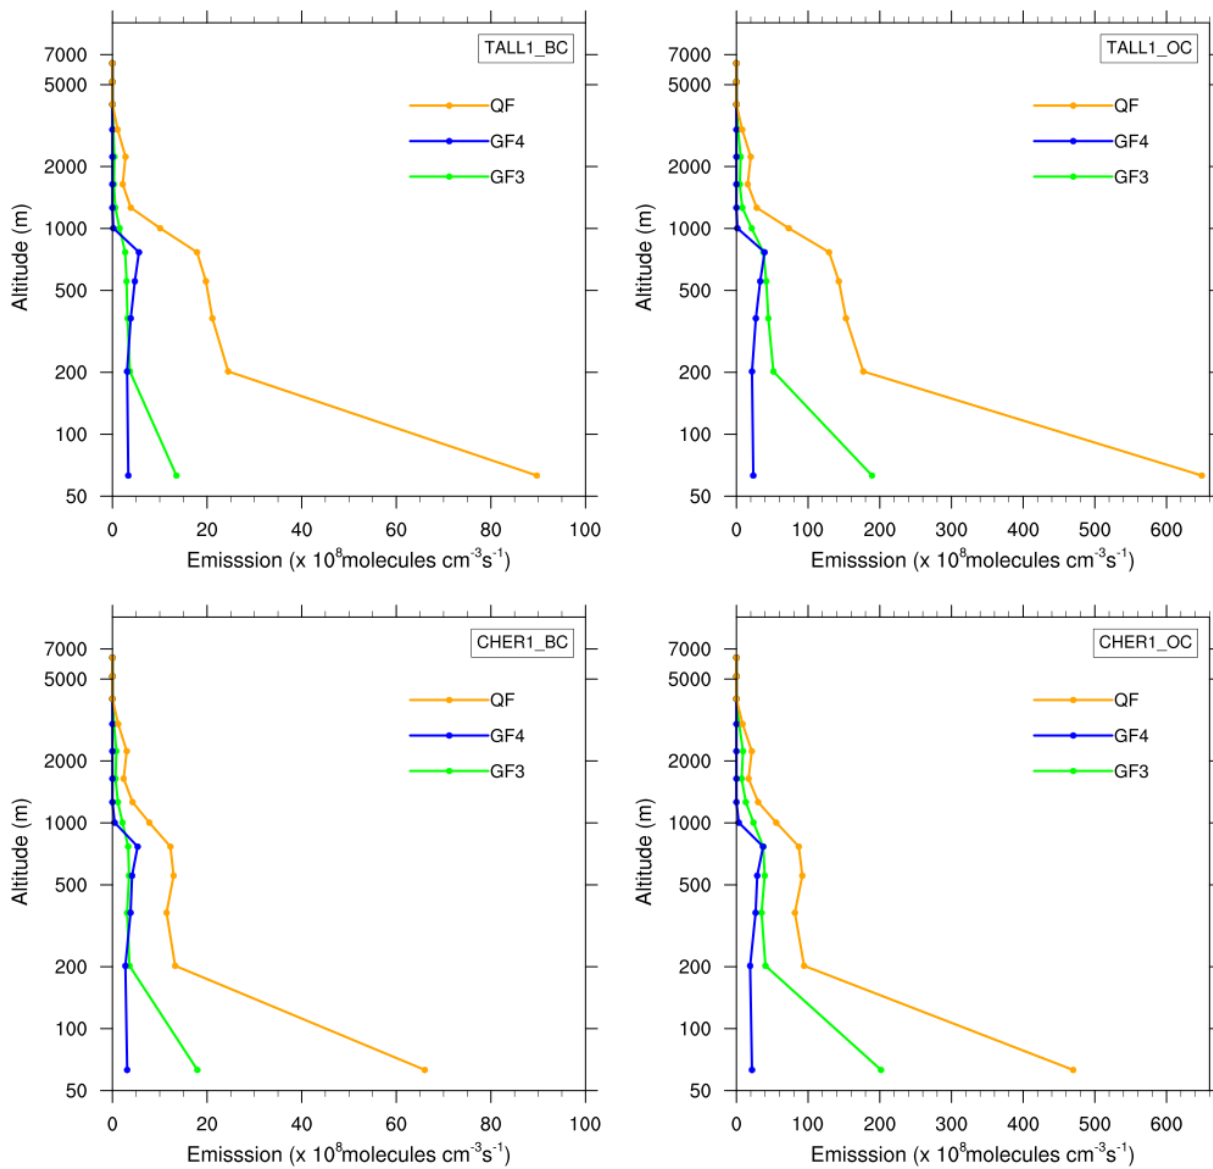 TALL1_BC
QF
GF4
GF3
7000
5000
2000
1000
500
200
100
50
Altitude (m)
0 20 40 60 80 100
Emisssion (x 10⁸molecules cm⁻³s⁻¹)
TALL1_OC
QF
GF4
GF3
7000
5000
2000
1000
500
200
100
50
Altitude (m)
0 100 200 300 400 500 600
Emisssion (x 10⁸molecules cm⁻³s⁻¹)
CHER1_BC
QF
GF4
GF3
7000
5000
2000
1000
500
200
100
50
Altitude (m)
0 20 40 60 80 100
Emisssion (x 10⁸molecules cm⁻³s⁻¹)
CHER1_OC
QF
GF4
GF3
7000
5000
2000
1000
500
200
100
50
Altitude (m)
0 100 200 300 400 500 600
Emisssion (x 10⁸molecules cm⁻³s⁻¹)